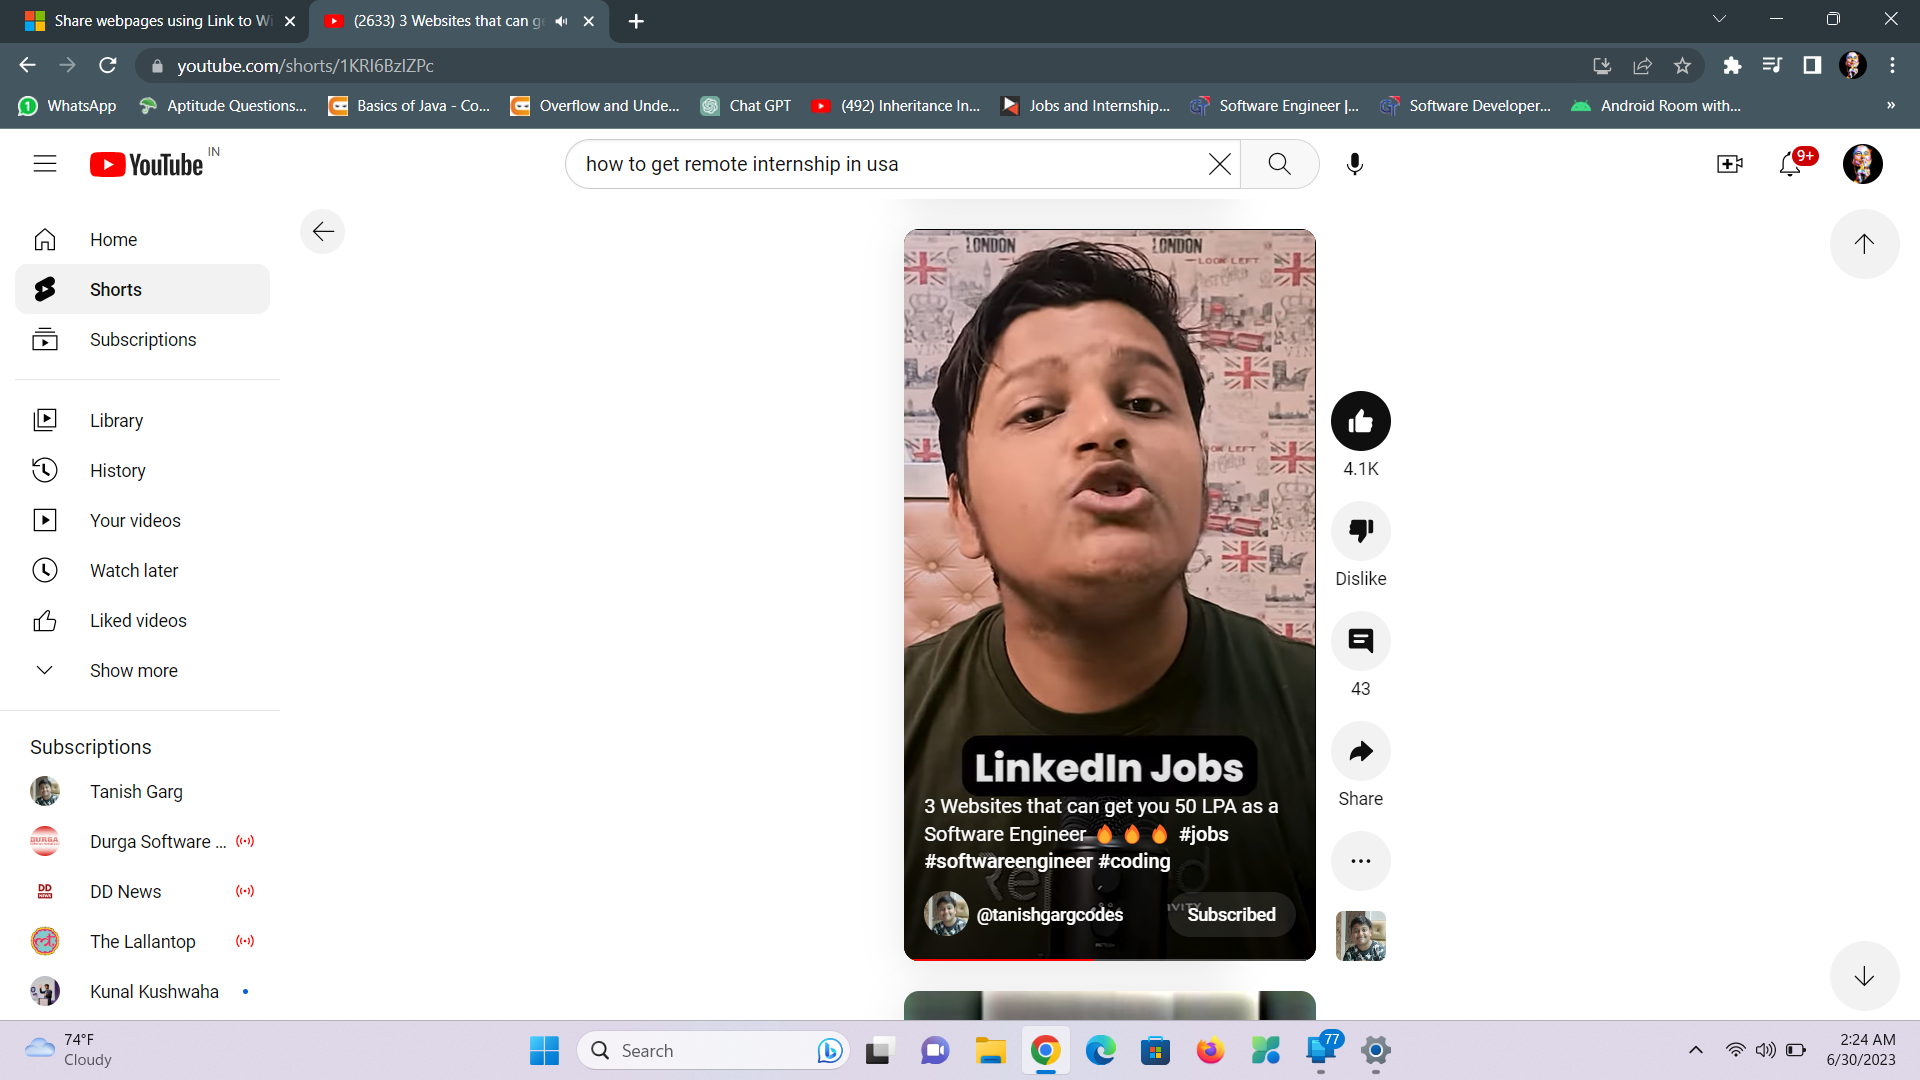 Share webpages using Link to Wi
(2633) 3 Websites that can ge
youtube.com/shorts/1KRI6BzIZPc
WhatsApp
Aptitude Questions...
Basics of Java - Co...
Overflow and Unde...
Chat GPT
(492) Inheritance In...
Jobs and Internship...
Software Engineer |...
Software Developer...
Android Room with...
»
YouTube IN
how to get remote internship in usa
9+
Home
Shorts
Subscriptions
Library
History
Your videos
Watch later
Liked videos
Show more
Subscriptions
Tanish Garg
Durga Software ...
DD News
The Lallantop
Kunal Kushwaha
LONDON
LONDON
LOOK LEFT
LOOK LEFT
LinkedIn Jobs
3 Websites that can get you 50 LPA as a
Software Engineer 🔥🔥🔥 #jobs
#softwareengineer #coding
@tanishgargcodes
Subscribed
4.1K
Dislike
43
Share
74°F
Cloudy
Search
77
2:24 AM
6/30/2023